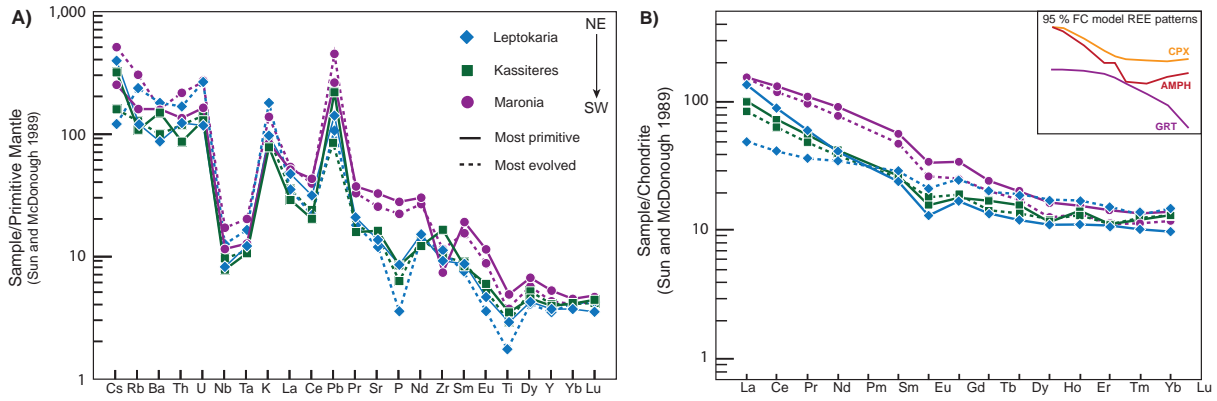 A)
Sample/Primitive Mantle
(Sun and McDonough 1989)
1,000
100
10
1
NE
SW
Leptokaria
Kassiteres
Maronia
Most primitive
Most evolved
Cs Rb Ba Th U Nb Ta K La Ce Pb Pr Sr P Nd Zr Sm Eu Ti Dy Y Yb Lu
B)
Sample/Chondrite
(Sun and McDonough 1989)
100
10
1
95 % FC model REE patterns
CPX
AMPH
GRT
La Ce Pr Nd Pm Sm Eu Gd Tb Dy Ho Er Tm Yb Lu